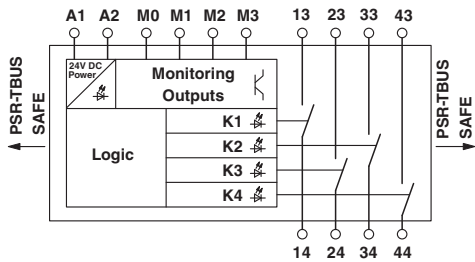 A1 A2 M0 M1 M2 M3 13 23 33 43
24V DC
Power
Monitoring
Outputs
PSR-TBUS
SAFE
PSR-TBUS
SAFE
Logic
K1
K2
K3
K4
14 24 34 44